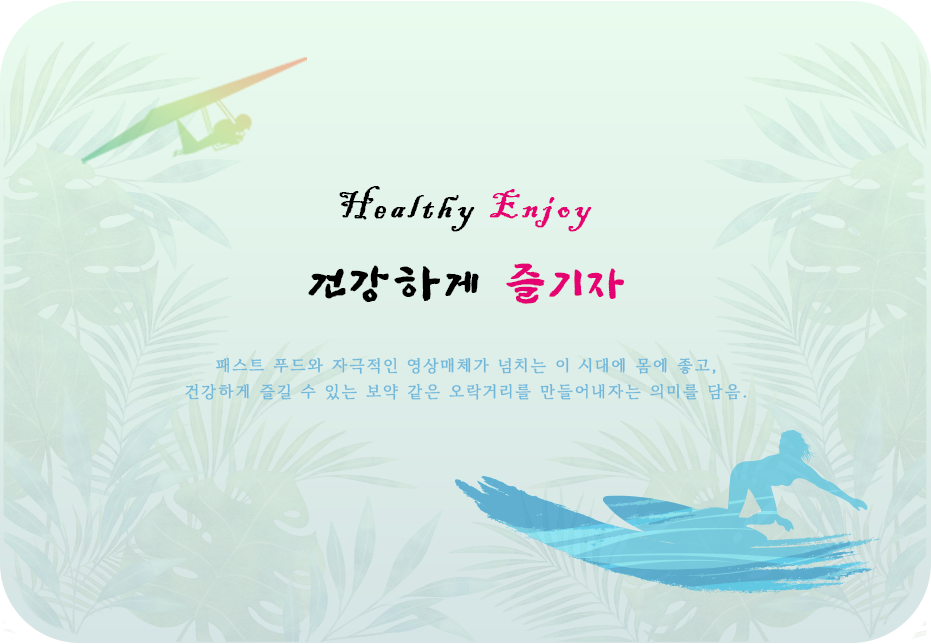 Healthy Enjoy
건강하게 즐기자
패스트 푸드와 자극적인 영상매체가 넘치는 이 시대에 몸에 좋고,
건강하게 즐길 수 있는 보약 같은 오락거리를 만들어내자는 의미를 담음.